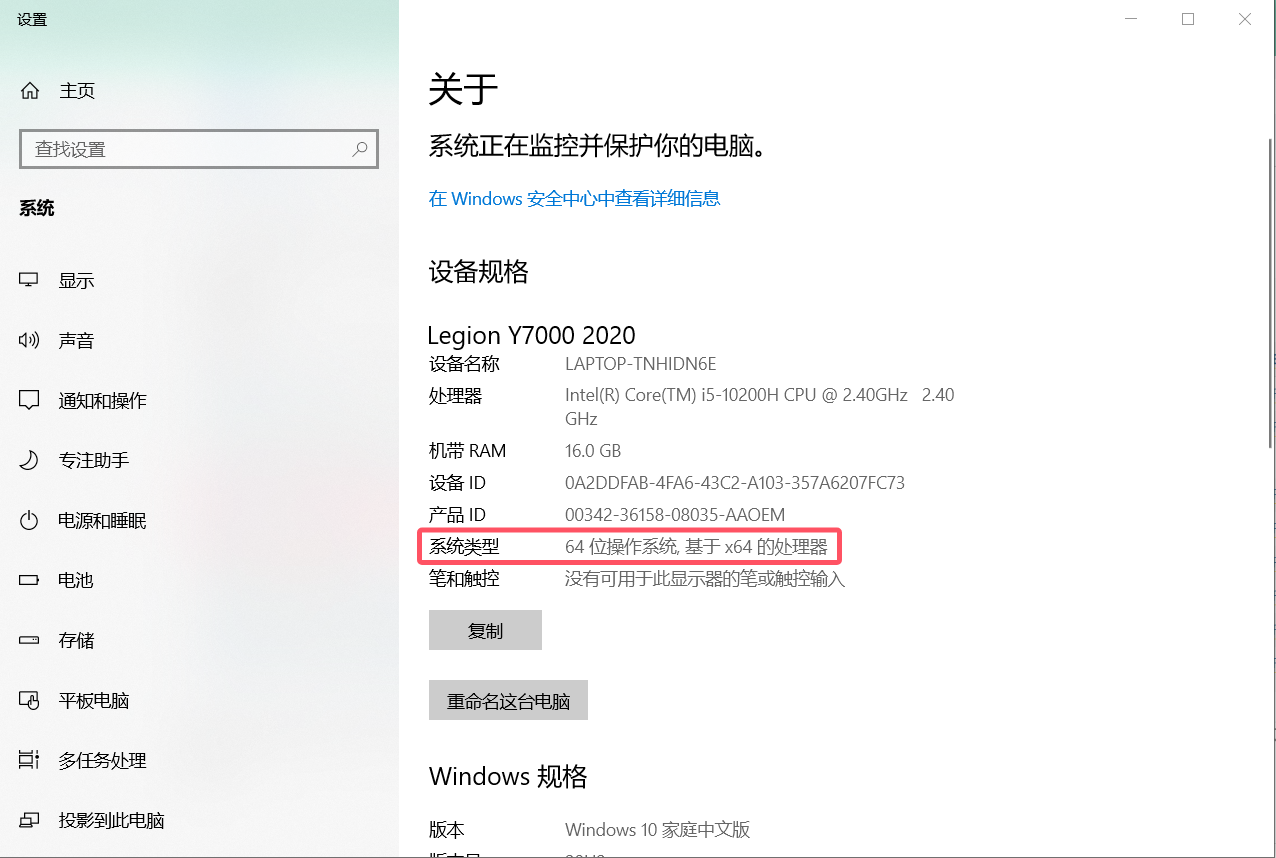 设置
主页
查找设置
系统
显示
声音
通知和操作
专注助手
电源和睡眠
电池
存储
平板电脑
多任务处理
投影到此电脑
关于
系统正在监控并保护你的电脑。
在 Windows 安全中心中查看详细信息
设备规格
Legion Y7000 2020
设备名称 LAPTOP-TNHIDN6E
处理器 Intel(R) Core(TM) i5-10200H CPU @ 2.40GHz 2.40
GHz
机带 RAM 16.0 GB
设备 ID 0A2DDFAB-4FA6-43C2-A103-357A6207FC73
产品 ID 00342-36158-08035-AAOEM
系统类型 64 位操作系统, 基于 x64 的处理器
笔和触控 没有可用于此显示器的笔或触控输入
复制
重命名这台电脑
Windows 规格
版本 Windows 10 家庭中文版